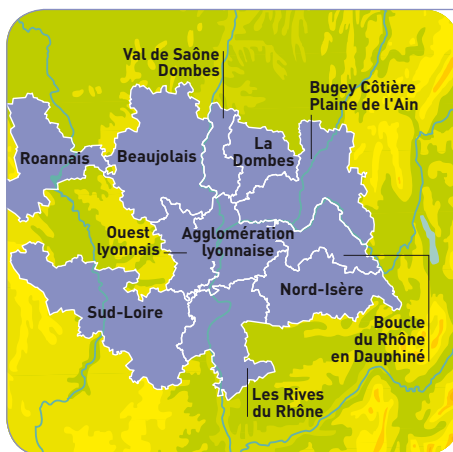 Val de Saône
Dombes
Bugey Côtière
Plaine de l'Ain
Roannais
Beaujolais
La
Dombes
Ouest
lyonnais
Agglomération
lyonnaise
Sud-Loire
Nord-Isère
Boucle
du Rhône
en Dauphiné
Les Rives
du Rhône